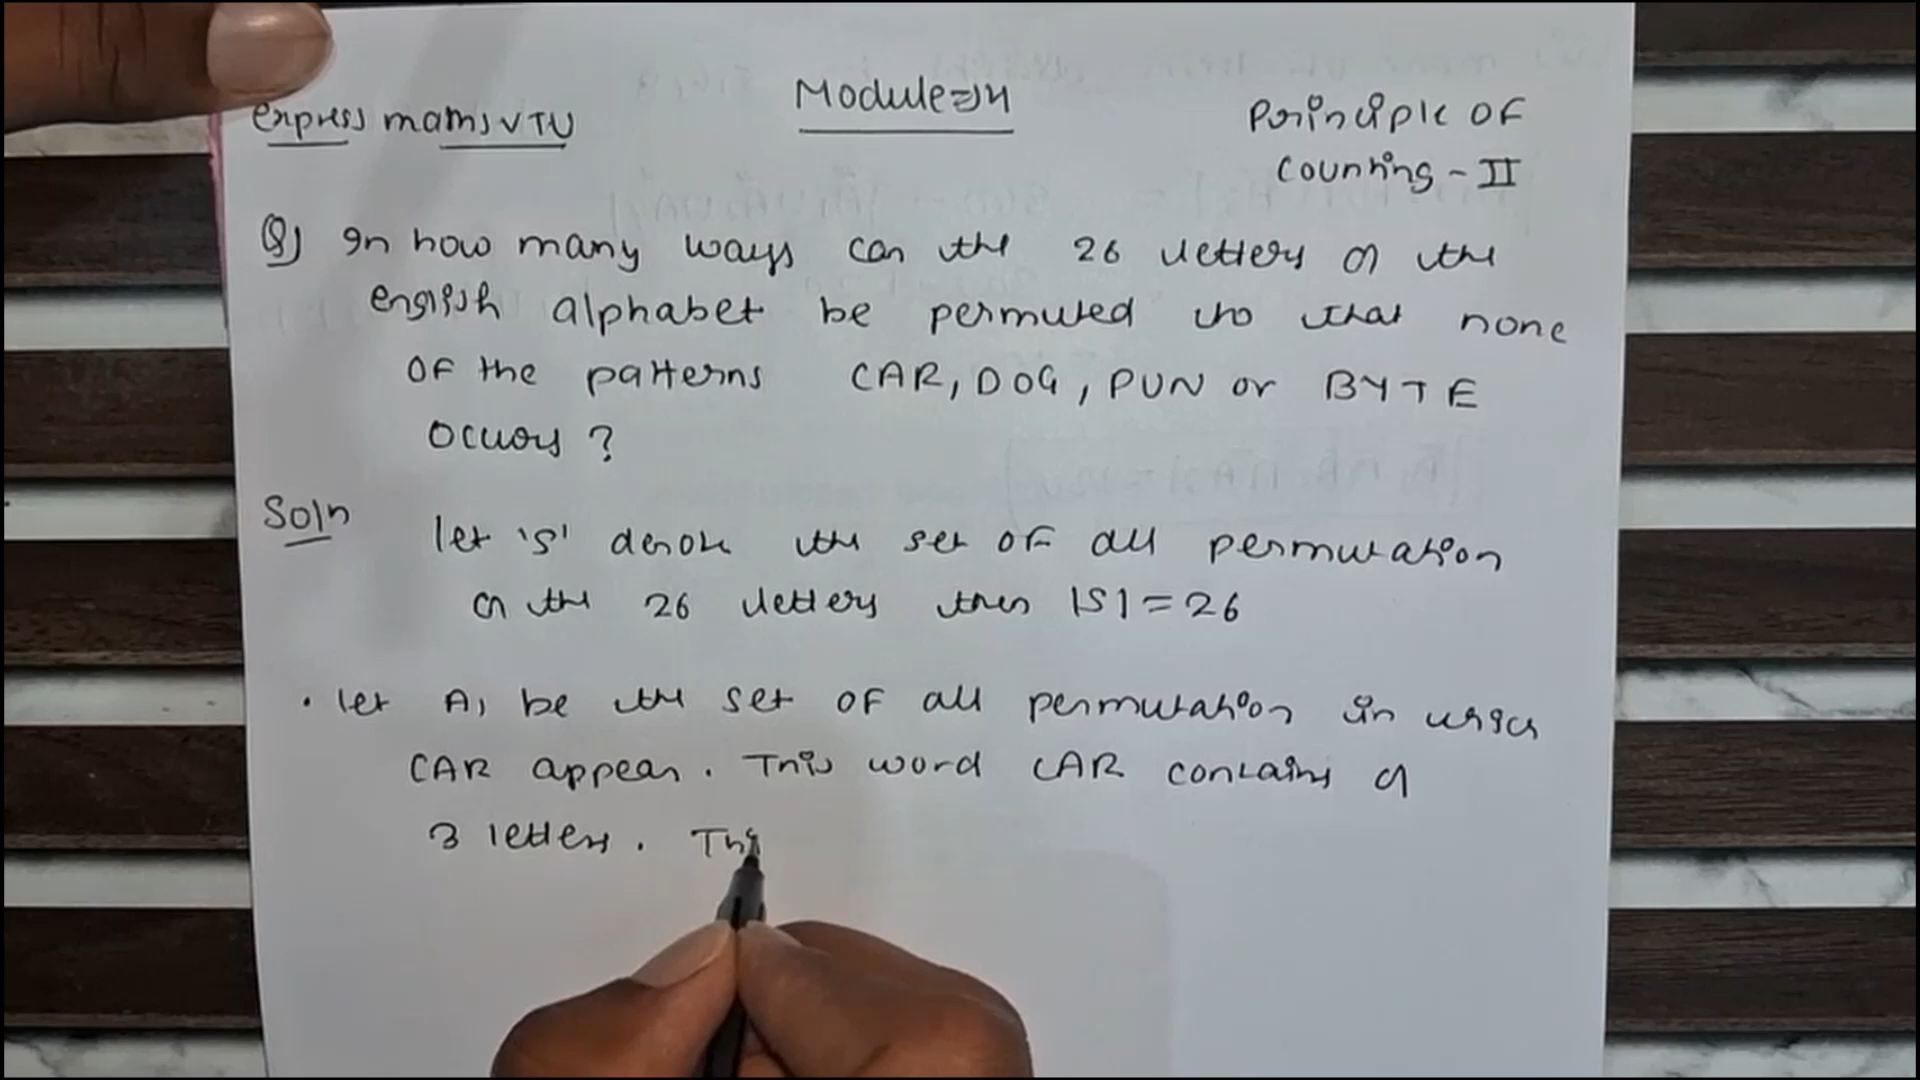 express maths VTU
Module ⇒ 4
Principle OF
Counting - II
Q) In how many ways can the 26 letters of the
english alphabet be permuted so that none
OF the patterns CAR, DOG, PUN or BYTE
Occurs ?
Soln
let 'S' denote the set OF all permutation
of the 26 letters then |S| = 26
. let A1 be the set OF all permutation in which
CAR appear. This word CAR contains of
3 letters. Thi